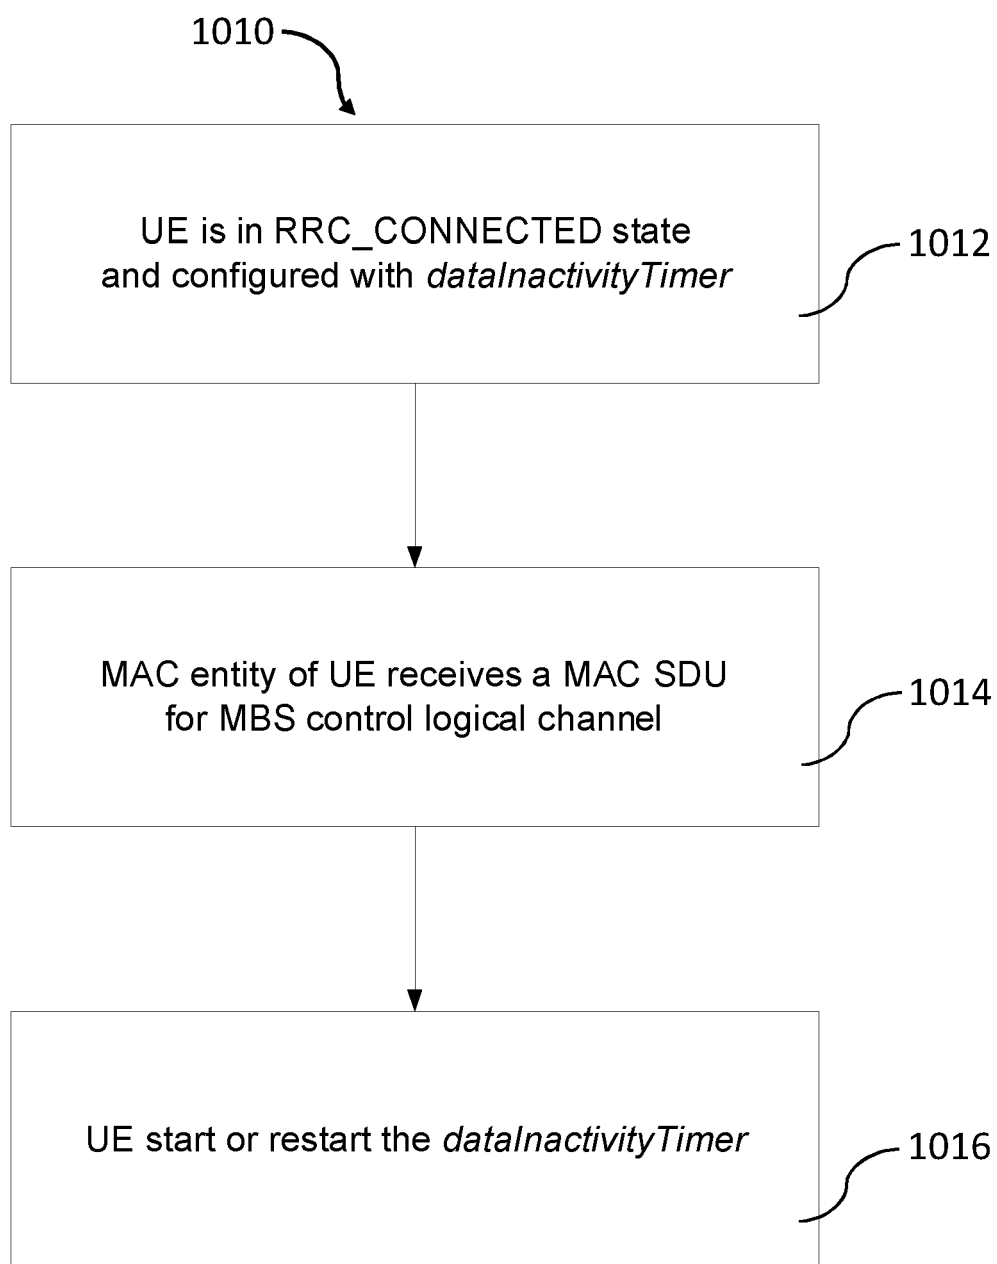 1010
UE is in RRC_CONNECTED state
and configured with dataInactivityTimer
1012
MAC entity of UE receives a MAC SDU
for MBS control logical channel
1014
UE start or restart the dataInactivityTimer
1016